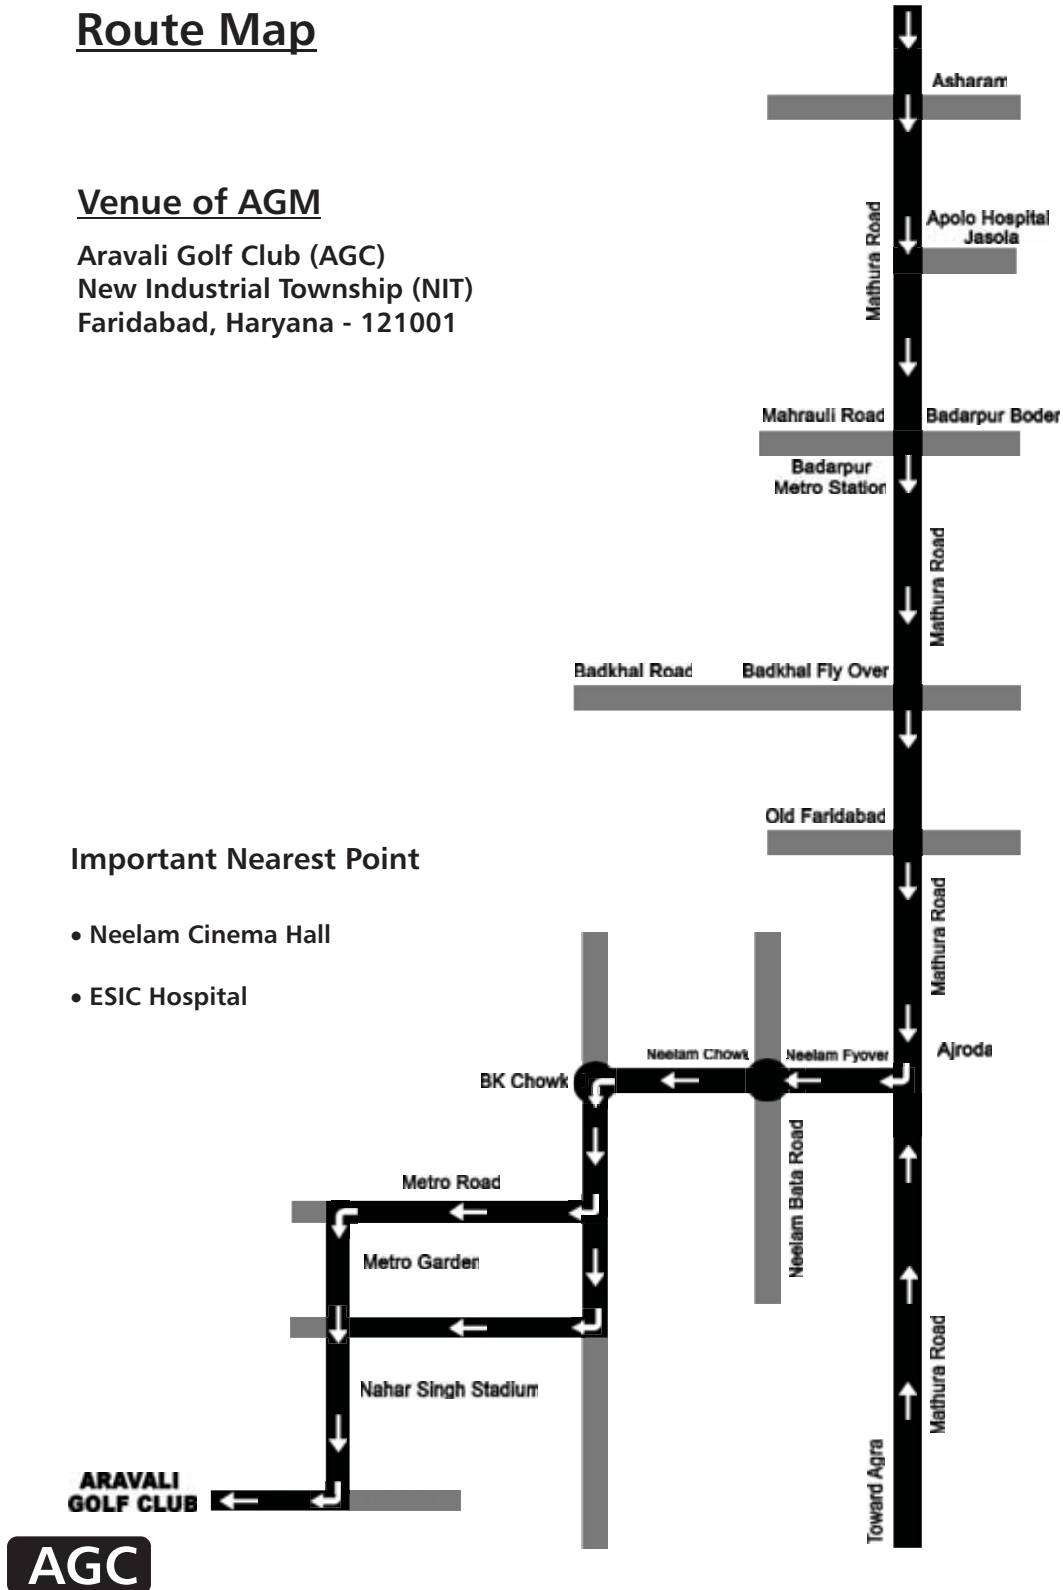 Route Map
Asharam
Venue of AGM
Aravali Golf Club (AGC)
New Industrial Township (NIT)
Faridabad, Haryana - 121001
Mathura Road
Apolo Hospital
Jasola
Mahrauli Road
Badarpur Boder
Badarpur
Metro Station
Mathura Road
Badkhal Road
Badkhal Fly Over
Old Faridabad
Important Nearest Point
• Neelam Cinema Hall
• ESIC Hospital
Mathura Road
Neelam Chowk
Neelam Fyover
Ajroda
BK Chowk
Neelam Bata Road
Metro Road
Metro Garden
Mathura Road
Nahar Singh Stadium
Toward Agra
ARAVALI
GOLF CLUB
AGC